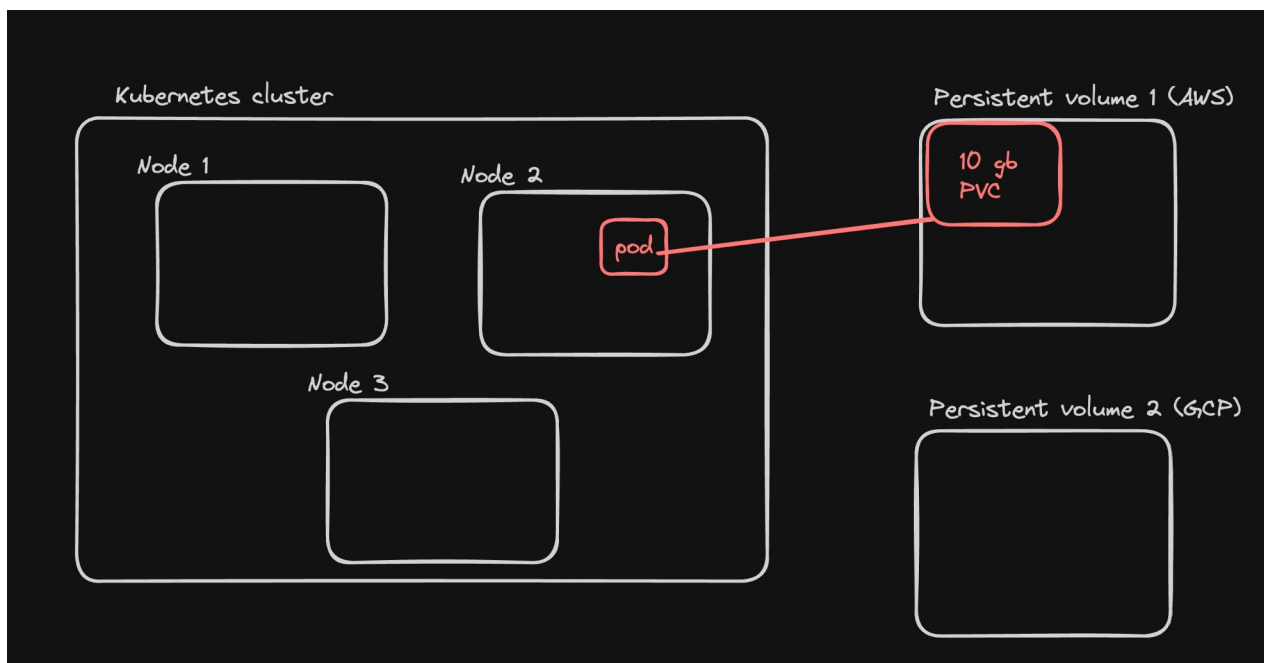 Kubernetes cluster
Persistent volume 1 (AWS)
Node 1
Node 2
10 gb
PVC
pod
Node 3
Persistent volume 2 (GCP)